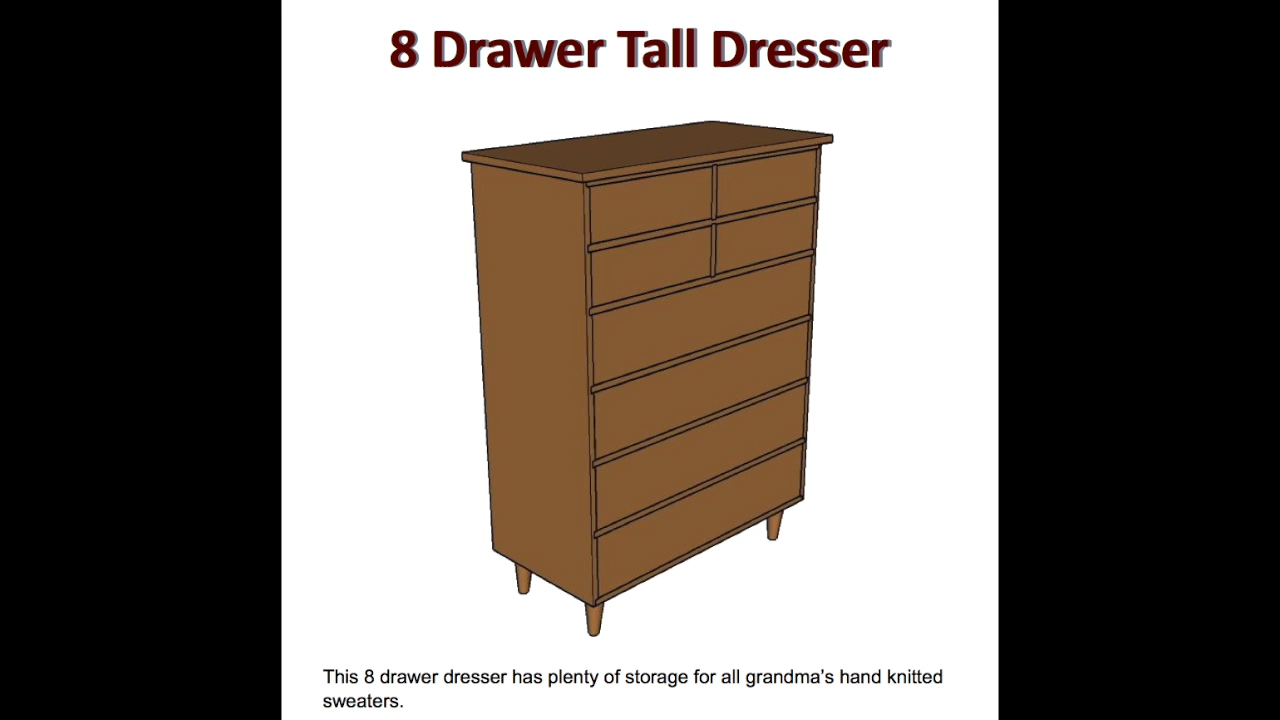 8 Drawer Tall Dresser
This 8 drawer dresser has plenty of storage for all grandma’s hand knitted
sweaters.